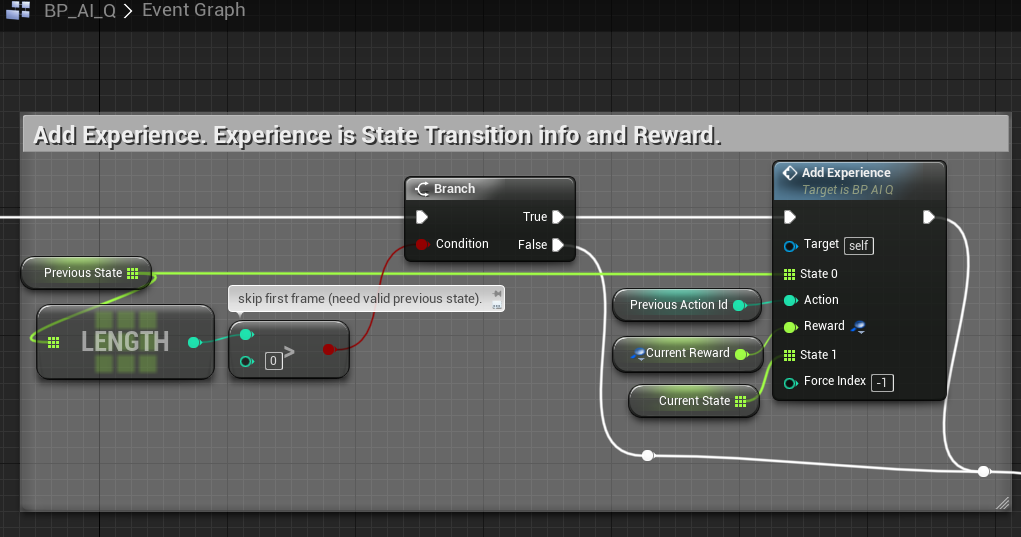 BP_AI_Q > Event Graph
Add Experience. Experience is State Transition info and Reward.
Branch
True
Condition
False
Previous State
LENGTH
skip first frame (need valid previous state).
0
>
Add Experience
Target is BP AI Q
Target self
State 0
Previous Action Id
Action
Reward
Current Reward
State 1
Current State
Force Index -1